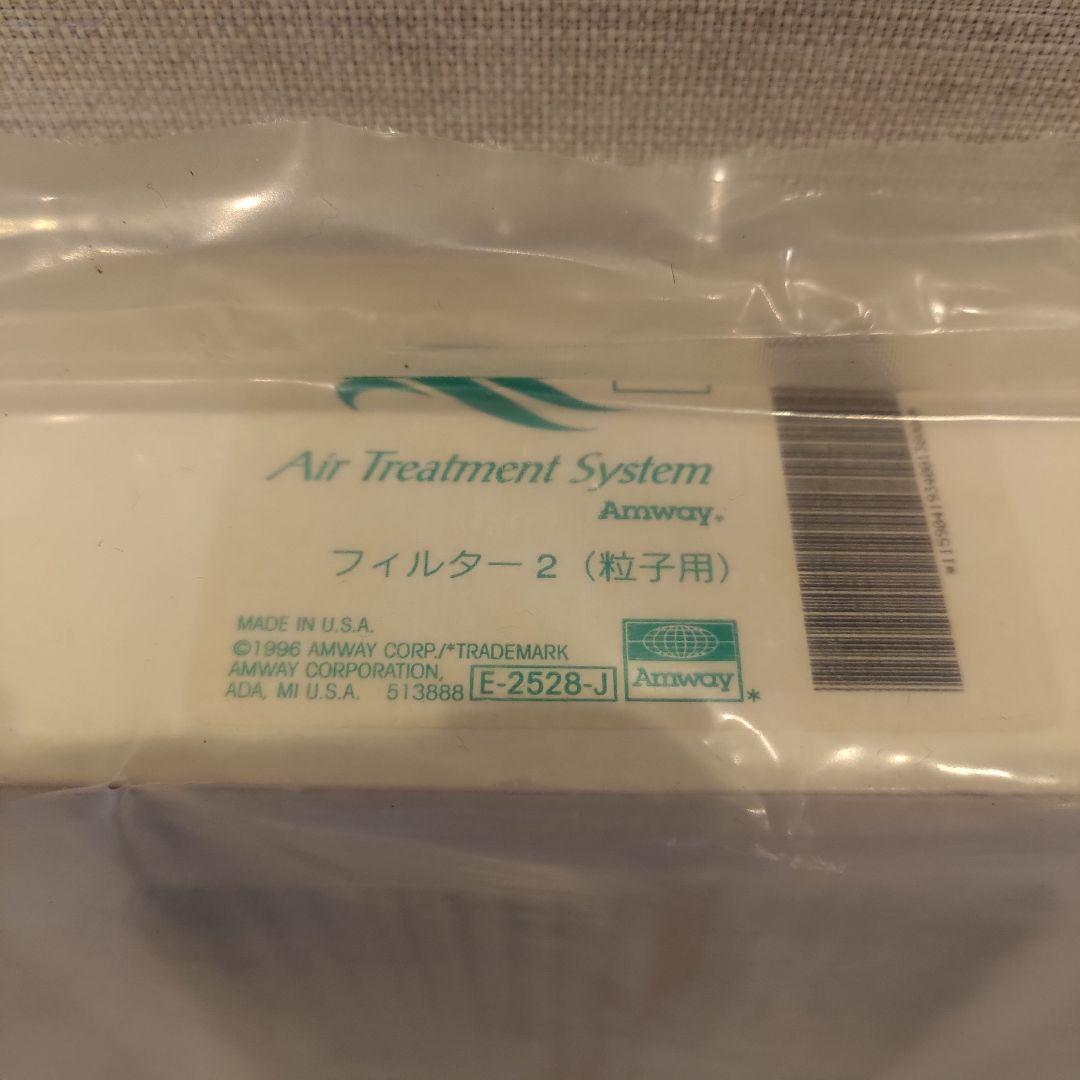 Air Treatment System
Amway*
フィルター 2 (粒子用)
MADE IN U.S.A.
©1996 AMWAY CORP./*TRADEMARK
AMWAY CORPORATION,
ADA, MI U.S.A. 513888 E-2528-J
Amway*